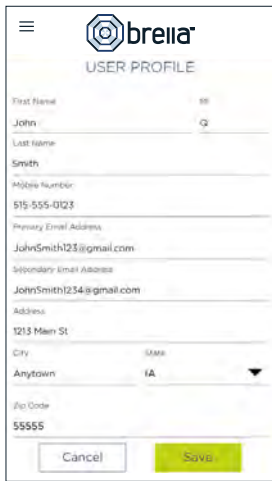 brella
USER PROFILE
First Name MI
John Q
Last Name
Smith
Mobile Number
515-555-0123
Primary Email Address
JohnSmith123@gmail.com
Secondary Email Address
JohnSmith1234@gmail.com
Address
1213 Main St
City State
Anytown IA
Zip Code
55555
Cancel Save